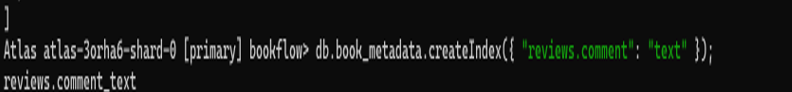 ]
Atlas atlas-3orha6-shard-0 [primary] bookflow> db.book_metadata.createIndex({ "reviews.comment": "text" });
reviews.comment_text